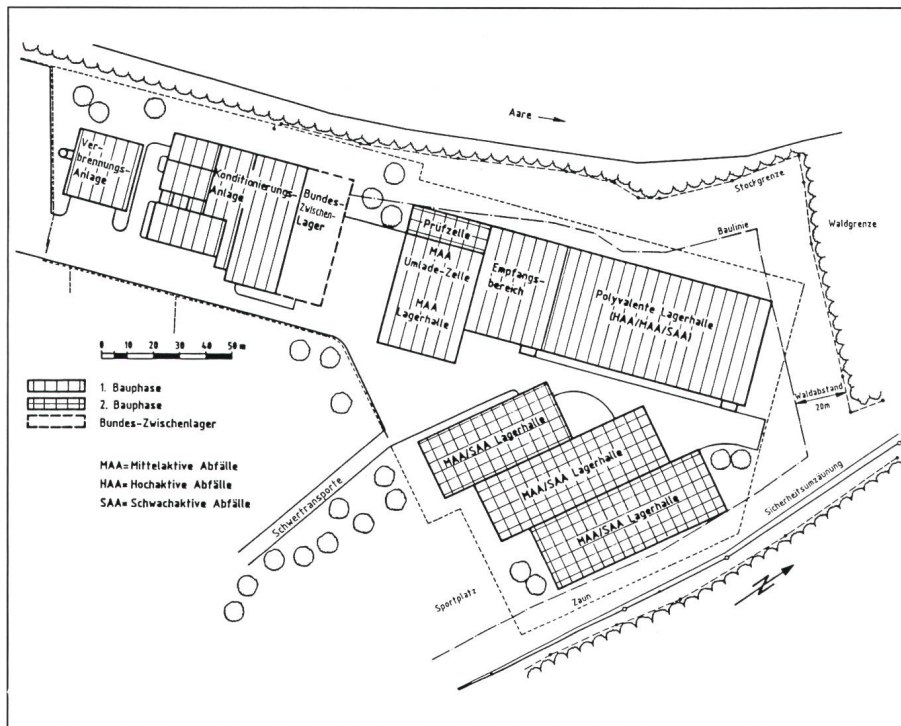 Aare
Stockgrenze
Waldgrenze
Baulinie
Ver-
brennungs-
Anlage
Konditionierungs-
Anlage
Bundes-
Zwischen-
Lager
Prüfzelle
MAA
Umlade-Zelle
MAA
Lagerhalle
Empfangs-
bereich
Polyvalente Lagerhalle
(HAA/MAA/SAA)
Waldabstand
20m
0 10 20 30 40 50 m
1. Bauphase
2. Bauphase
Bundes-Zwischenlager
MAA=Mittelaktive Abfälle
HAA=Hochaktive Abfälle
SAA=Schwachaktive Abfälle
MAA/SAA Lagerhalle
MAA/SAA Lagerhalle
MAA/SAA Lagerhalle
Schwertransporte
Sportplatz
Zaun
Sicherheitsumzäunung
N